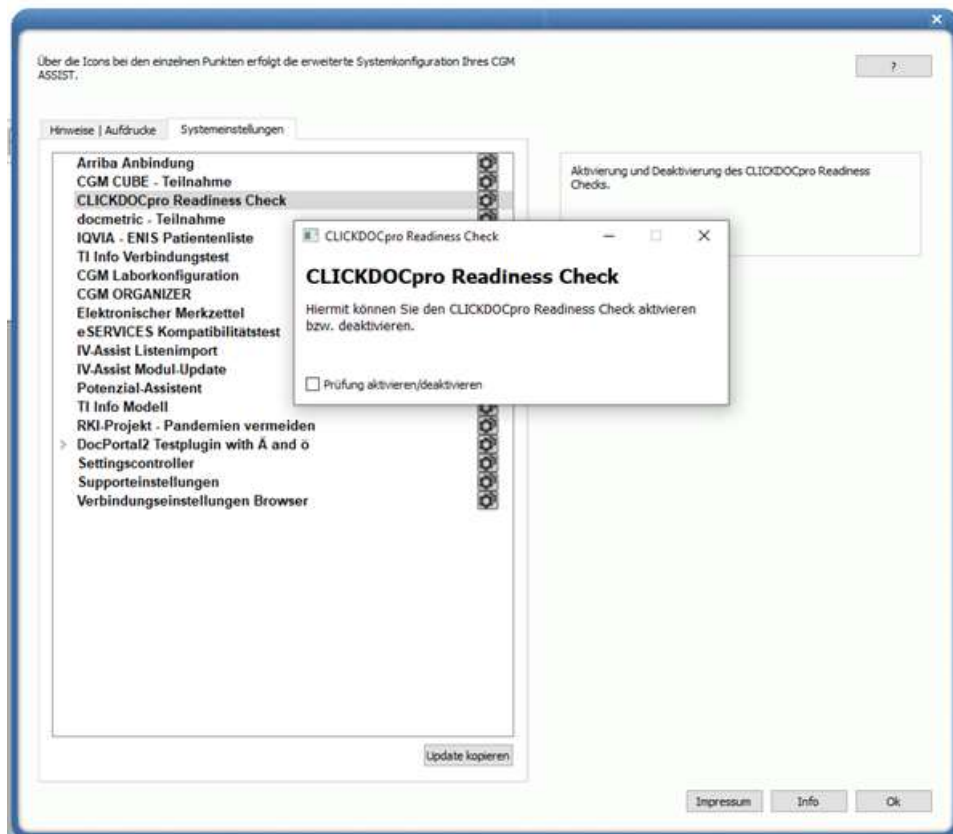 Über die Icons bei den einzelnen Punkten erfolgt die erweiterte Systemkonfiguration Ihres CGM
ASSIST.
?
Hinweise | Aufdrucke
Systemeinstellungen
Arriba Anbindung
CGM CUBE - Teilnahme
CLICKDOCpro Readiness Check
docmetric - Teilnahme
IQVIA - ENIS Patientenliste
TI Info Verbindungstest
CGM Laborkonfiguration
CGM ORGANIZER
Elektronischer Merkzettel
eSERVICES Kompatibilitätstest
IV-Assist Listenimport
IV-Assist Modul-Update
Potenzial-Assistent
TI Info Modell
RKI-Projekt - Pandemien vermeiden
DocPortal2 Testplugin with Ä and ö
Settingscontroller
Supporteinstellungen
Verbindungseinstellungen Browser
Aktivierung und Deaktivierung des CLICKDOCpro Readiness
Checks.
CLICKDOCpro Readiness Check
CLICKDOCpro Readiness Check
Hiermit können Sie den CLICKDOCpro Readiness Check aktivieren
bzw. deaktivieren.
Prüfung aktivieren/deaktivieren
Update kopieren
Impressum
Info
Ok